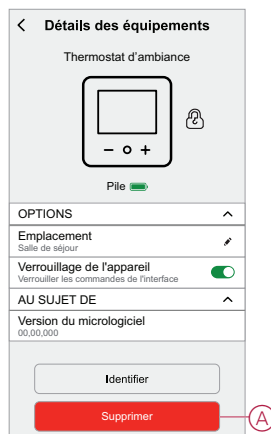 Détails des équipements
Thermostat d'ambiance
Pile
OPTIONS
Emplacement
Salle de séjour
Verrouillage de l'appareil
Verrouiller les commandes de l'interface
AU SUJET DE
Version du micrologiciel
00,00,000
Identifier
Supprimer
A